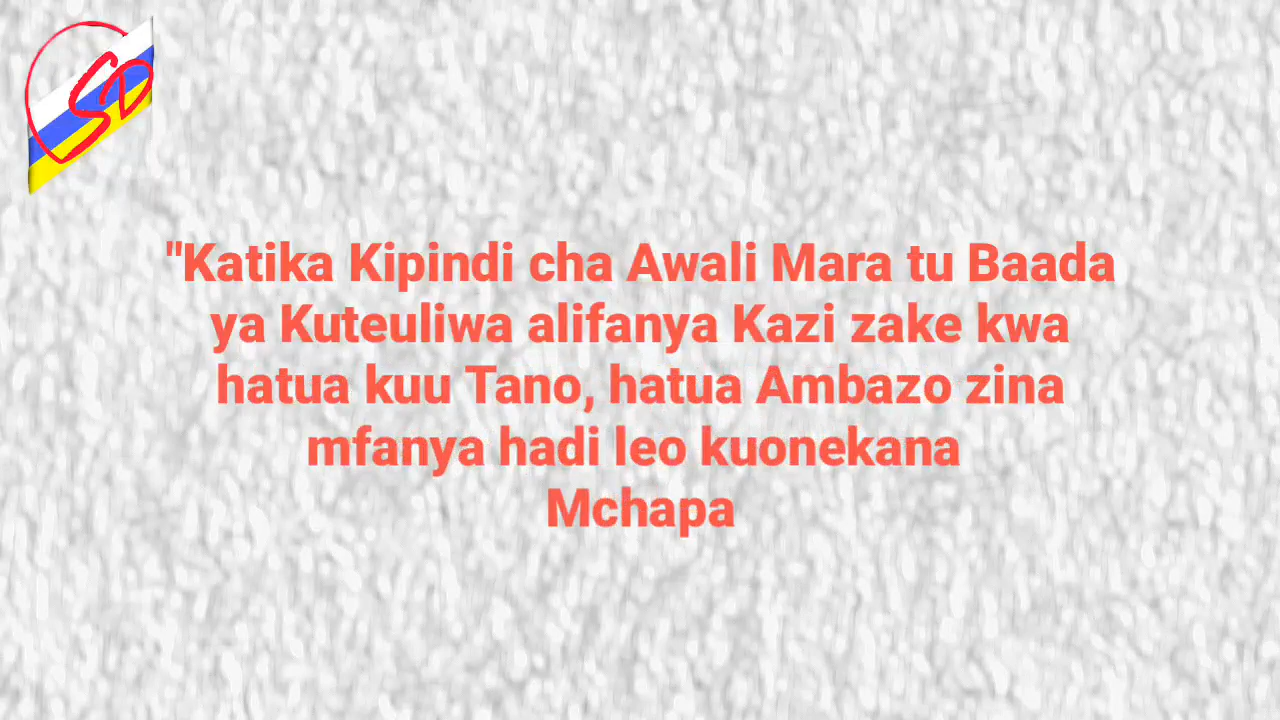 SD
"Katika Kipindi cha Awali Mara tu Baada
ya Kuteuliwa alifanya Kazi zake kwa
hatua kuu Tano, hatua Ambazo zina
mfanya hadi leo kuonekana
Mchapa